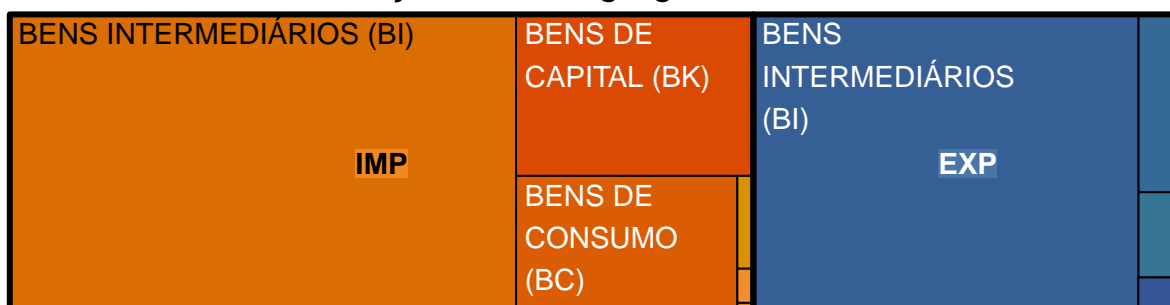 BENS INTERMEDIÁRIOS (BI)
IMP
BENS DE
CAPITAL (BK)
BENS DE
CONSUMO
(BC)
BENS
INTERMEDIÁRIOS
(BI)
EXP